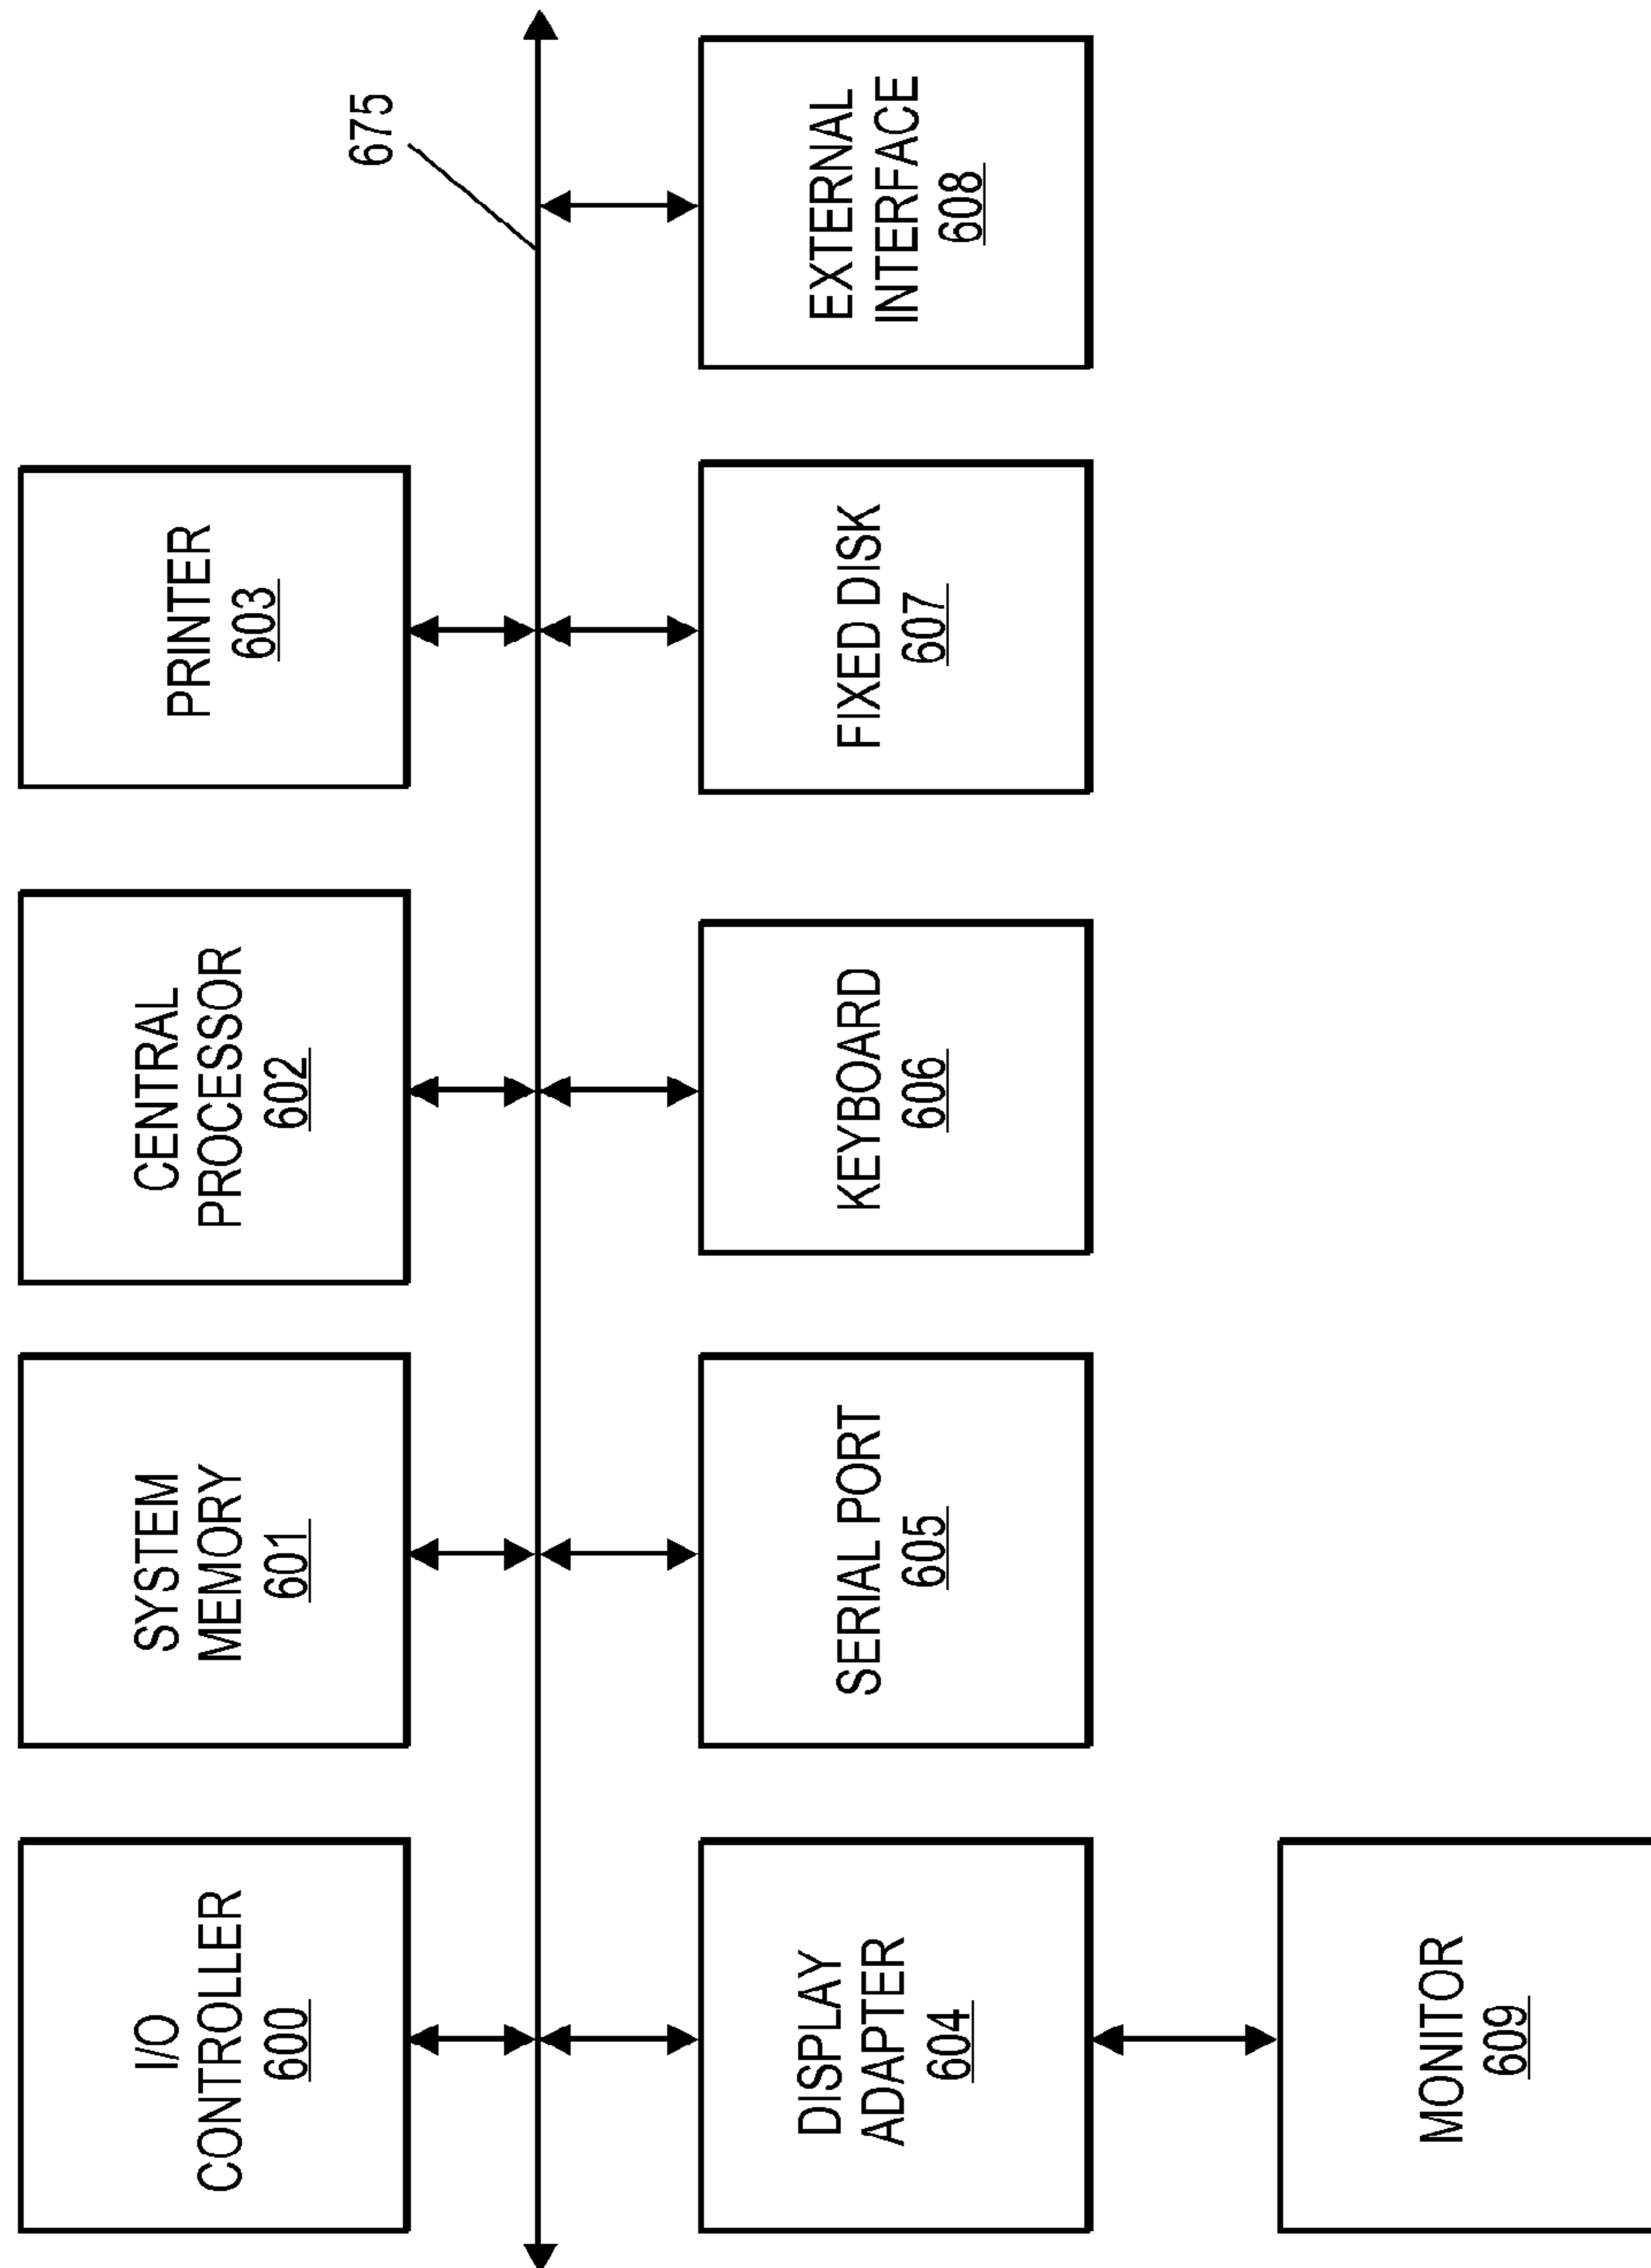 I/O
CONTROLLER
600
SYSTEM
MEMORY
601
CENTRAL
PROCESSOR
602
PRINTER
603
675
DISPLAY
ADAPTER
604
SERIAL PORT
605
KEYBOARD
606
FIXED DISK
607
EXTERNAL
INTERFACE
608
MONITOR
609